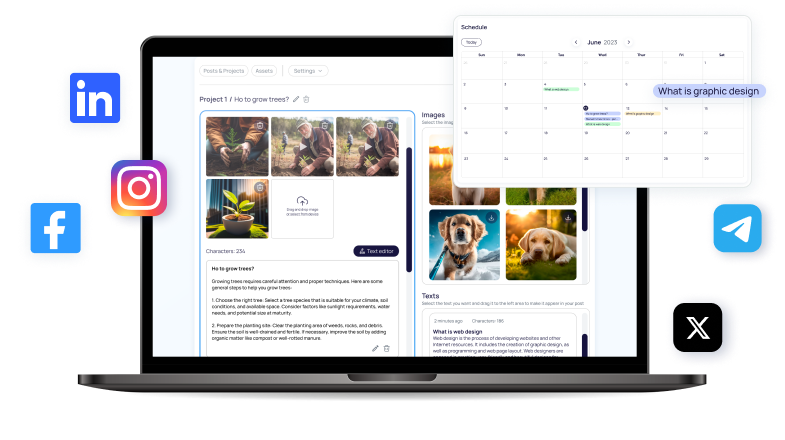 Schedule
Today
June 2023
Sun Mon Tue Wed Thu Fri Sat
What is web design
What is graphic design
Posts & Projects
Assets
Settings
Project 1 / Ho to grow trees?
Images
Drag and drop image
or select from device
Characters: 234
Text editor
Ho to grow trees?
Growing trees requires careful attention and proper techniques. Here are some
general steps to help you grow trees:
1. Choose the right tree: Select a tree species that is suitable for your climate, soil
conditions, and available space. Consider factors like sunlight requirements, water
needs, and potential size at maturity.
2. Prepare the planting site: Clear the planting area of weeds, rocks, and debris.
Ensure the soil is well-drained and fertile. If necessary, improve the soil by adding
organic matter like compost or well-rotted manure.
Texts
Select the text you want and drag it to the left area to make it appear in your post
2 minutes ago Characters: 186
What is web design
Web design is the process of developing websites and other
internet resources. It includes the creation of graphic design, as
well as programming and web page layout. Web designers are
in
f
X